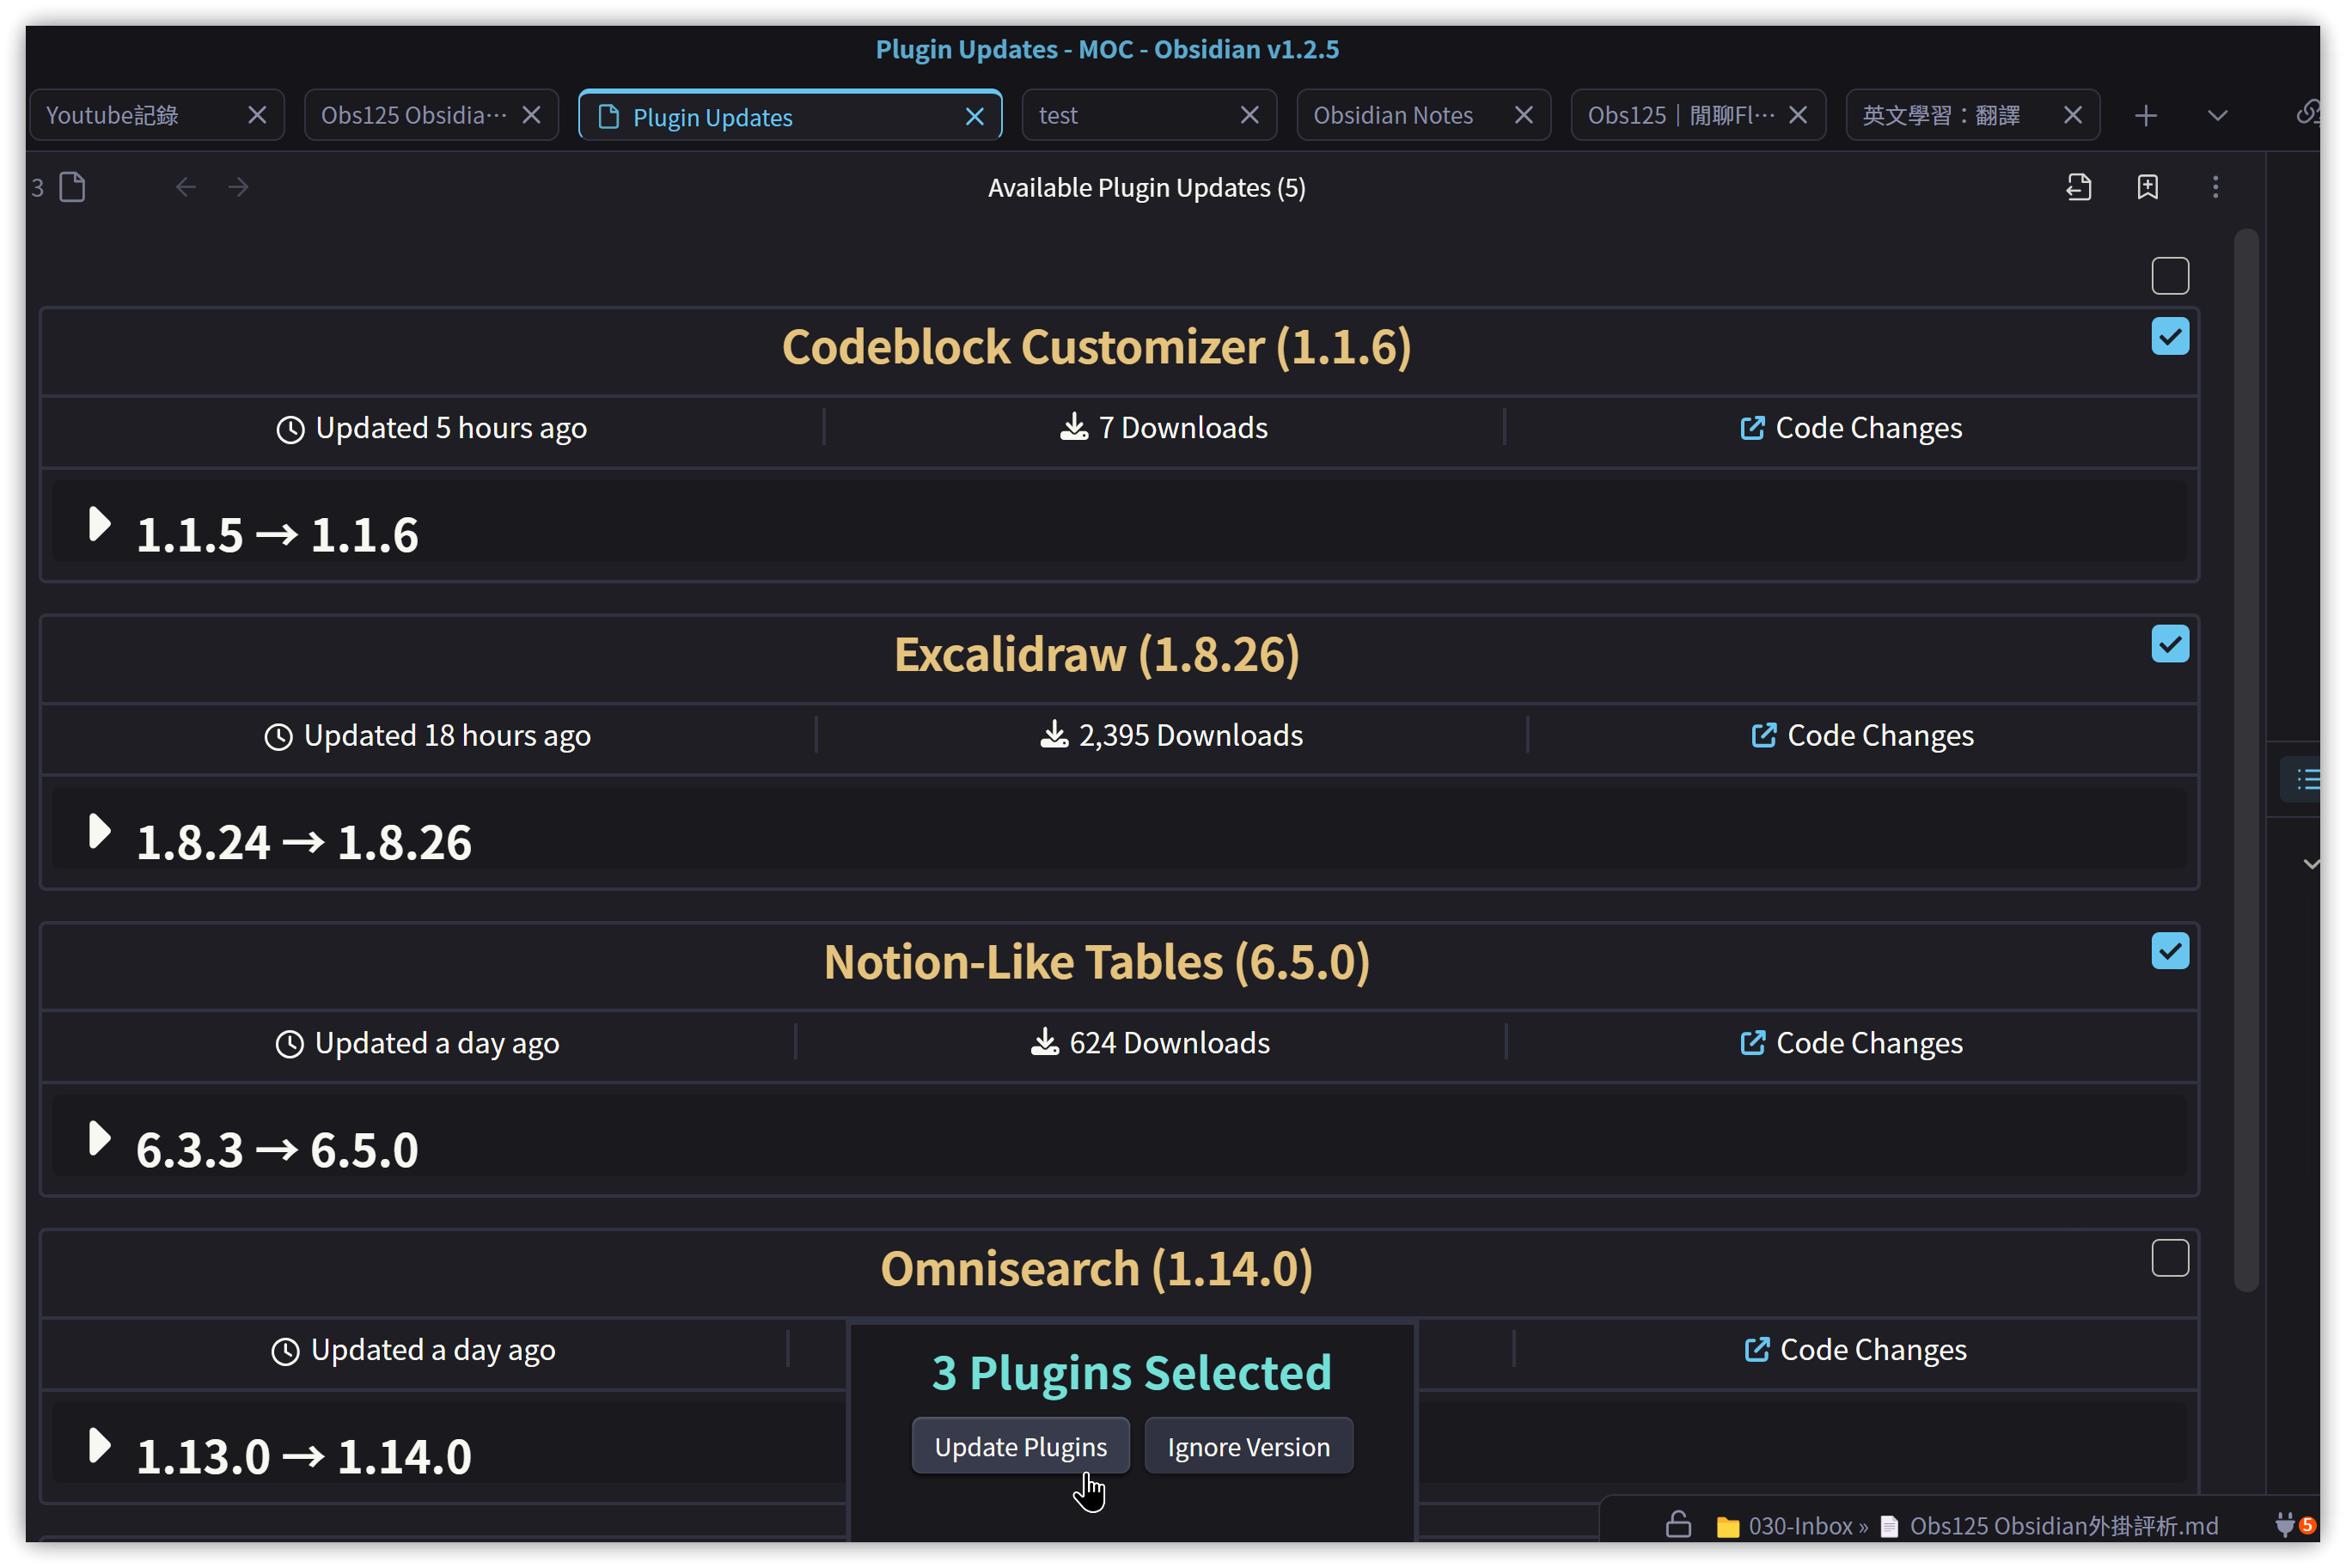 Plugin Updates - MOC - Obsidian v1.2.5
Youtube記錄
Obs125 Obsidia…
Plugin Updates
test
Obsidian Notes
Obs125｜閒聊Fl…
英文學習：翻譯
3
Available Plugin Updates (5)
Codeblock Customizer (1.1.6)
Updated 5 hours ago
7 Downloads
Code Changes
1.1.5 → 1.1.6
Excalidraw (1.8.26)
Updated 18 hours ago
2,395 Downloads
Code Changes
1.8.24 → 1.8.26
Notion-Like Tables (6.5.0)
Updated a day ago
624 Downloads
Code Changes
6.3.3 → 6.5.0
Omnisearch (1.14.0)
Updated a day ago
Code Changes
1.13.0 → 1.14.0
3 Plugins Selected
Update Plugins
Ignore Version
030-Inbox » Obs125 Obsidian外掛評析.md
5